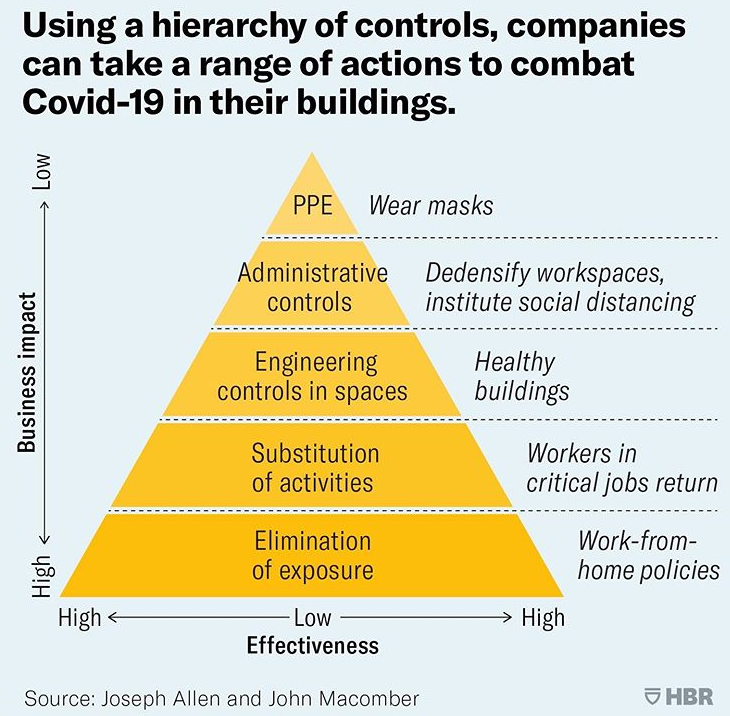 Using a hierarchy of controls, companies
can take a range of actions to combat
Covid-19 in their buildings.
Low
Business impact
High
PPE
Wear masks
Administrative
controls
Dedensify workspaces,
institute social distancing
Engineering
controls in spaces
Healthy
buildings
Substitution
of activities
Workers in
critical jobs return
Elimination
of exposure
Work-from-
home policies
High
Low
High
Effectiveness
Source: Joseph Allen and John Macomber
HBR